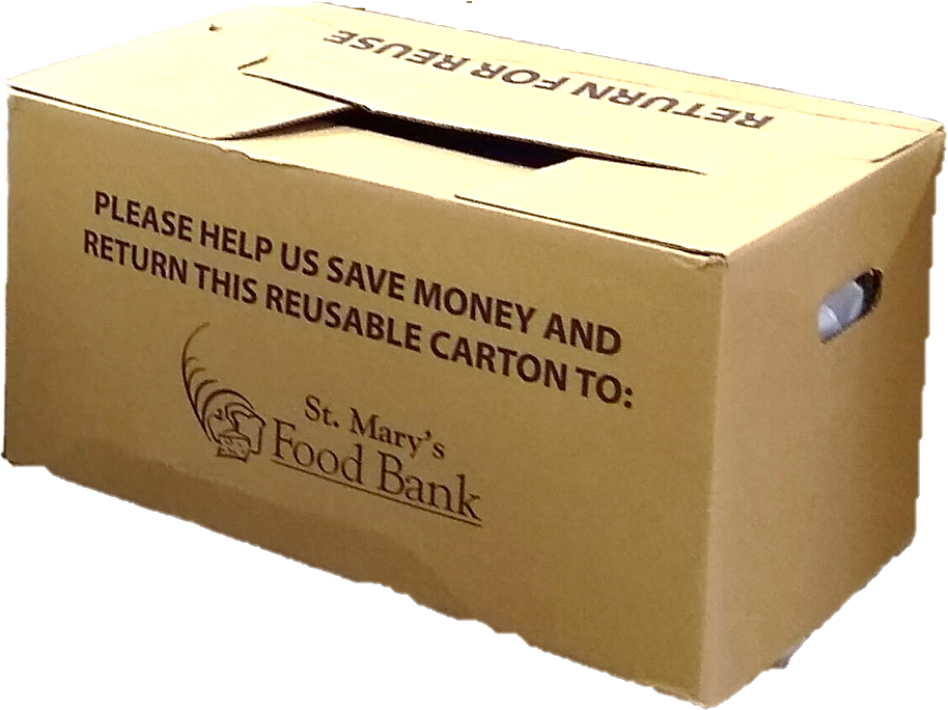 RETURN FOR REUSE
PLEASE HELP US SAVE MONEY AND
RETURN THIS REUSABLE CARTON TO:
St. Mary's
Food Bank